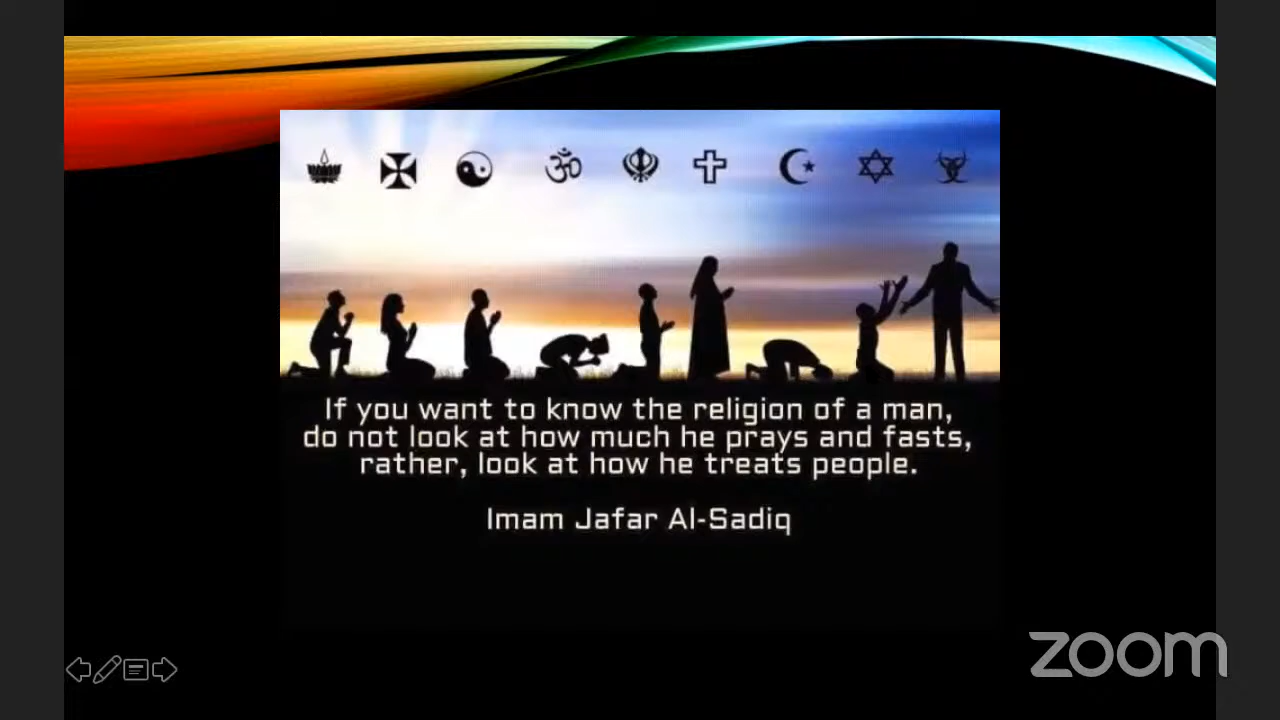 If you want to know the religion of a man,
do not look at how much he prays and fasts,
rather, look at how he treats people.
Imam Jafar Al-Sadiq
zoom